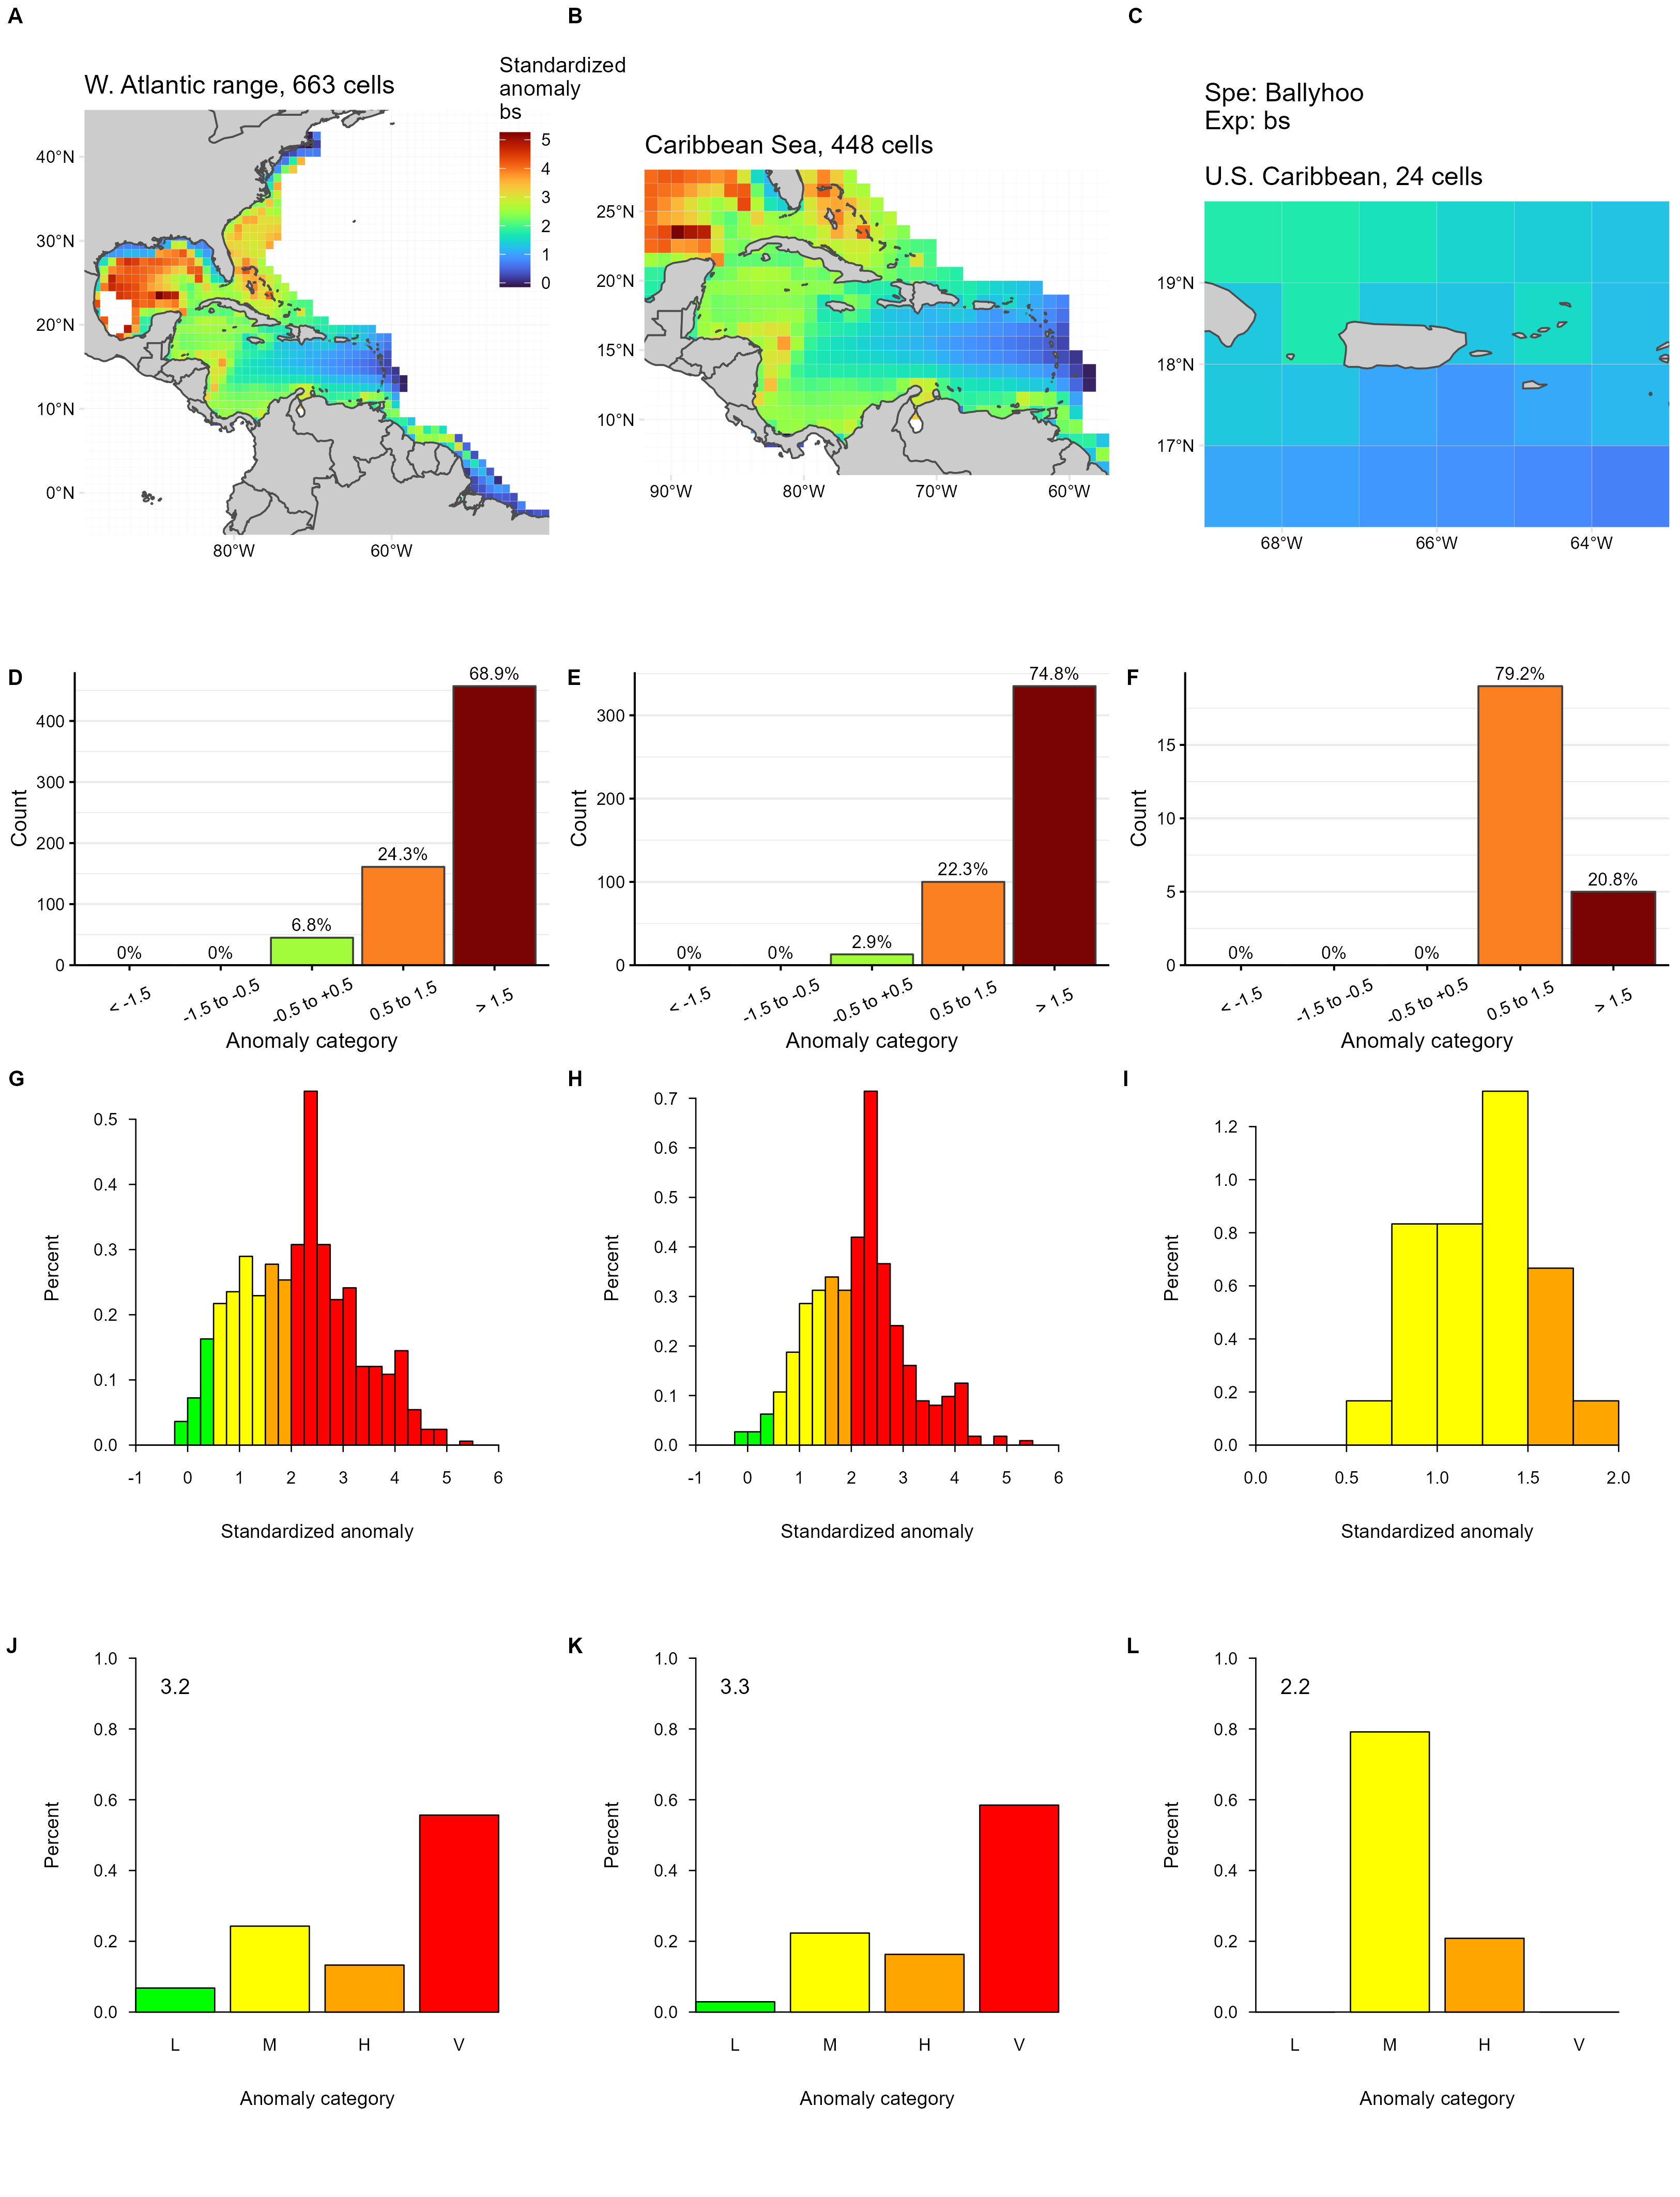 A
B
C
W. Atlantic range, 663 cells
Standardized
anomaly
bs
5
4
3
2
1
0
40°N
30°N
20°N
10°N
0°N
80°W
60°W
Caribbean Sea, 448 cells
25°N
20°N
15°N
10°N
90°W
80°W
70°W
60°W
Spe: Ballyhoo
Exp: bs
U.S. Caribbean, 24 cells
19°N
18°N
17°N
68°W
66°W
64°W
D
Count
400
300
200
100
0
0%
0%
6.8%
24.3%
68.9%
< -1.5
-1.5 to -0.5
-0.5 to +0.5
0.5 to 1.5
> 1.5
Anomaly category
E
Count
300
200
100
0
0%
0%
2.9%
22.3%
74.8%
< -1.5
-1.5 to -0.5
-0.5 to +0.5
0.5 to 1.5
> 1.5
Anomaly category
F
Count
15
10
5
0
0%
0%
0%
79.2%
20.8%
< -1.5
-1.5 to -0.5
-0.5 to +0.5
0.5 to 1.5
> 1.5
Anomaly category
G
Percent
0.5
0.4
0.3
0.2
0.1
0.0
-1 0 1 2 3 4 5 6
Standardized anomaly
H
Percent
0.7
0.6
0.5
0.4
0.3
0.2
0.1
0.0
-1 0 1 2 3 4 5 6
Standardized anomaly
I
Percent
1.2
1.0
0.8
0.6
0.4
0.2
0.0
0.0 0.5 1.0 1.5 2.0
Standardized anomaly
J
3.2
Percent
1.0
0.8
0.6
0.4
0.2
0.0
L M H V
Anomaly category
K
3.3
Percent
1.0
0.8
0.6
0.4
0.2
0.0
L M H V
Anomaly category
L
2.2
Percent
1.0
0.8
0.6
0.4
0.2
0.0
L M H V
Anomaly category